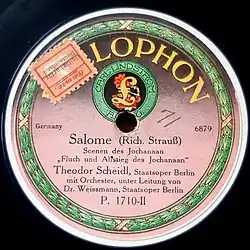 LOPHON
Germany
6879
Salome (Rich. Strauß)
Scenen des Jochanaan
„Fluch und Abstieg des Jochanaan"
Theodor Scheidl, Staatsoper Berlin
mit Orchester, unter Leitung von
Dr. Weissmann, Staatsoper Berlin
P. 1710-II